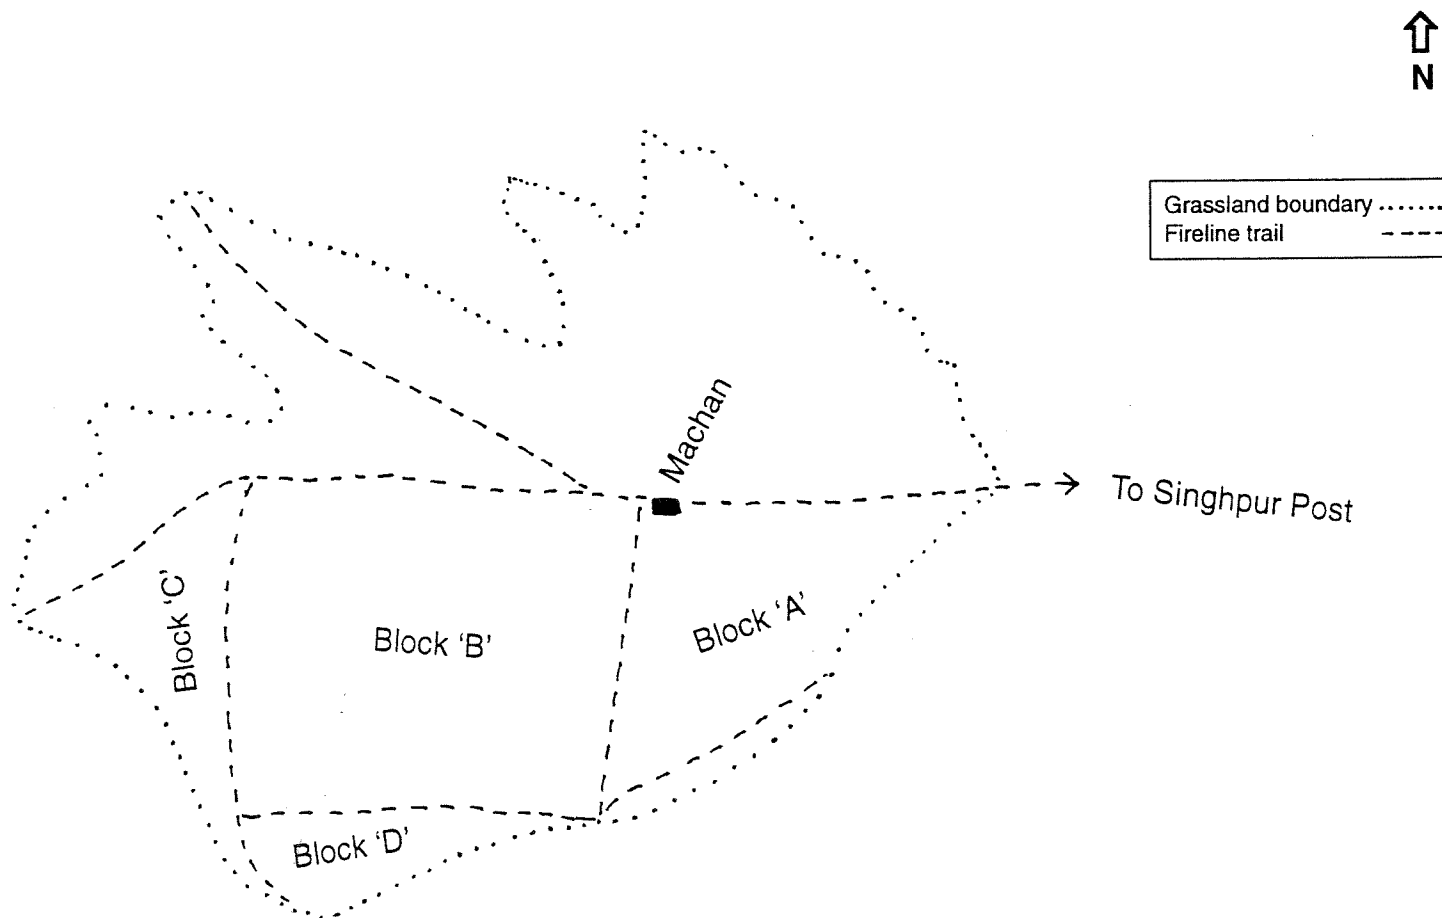 N
Grassland boundary ........
Fireline trail ----
Machan
To Singhpur Post
Block ‘C’
Block ‘B’
Block ‘A’
Block ‘D’